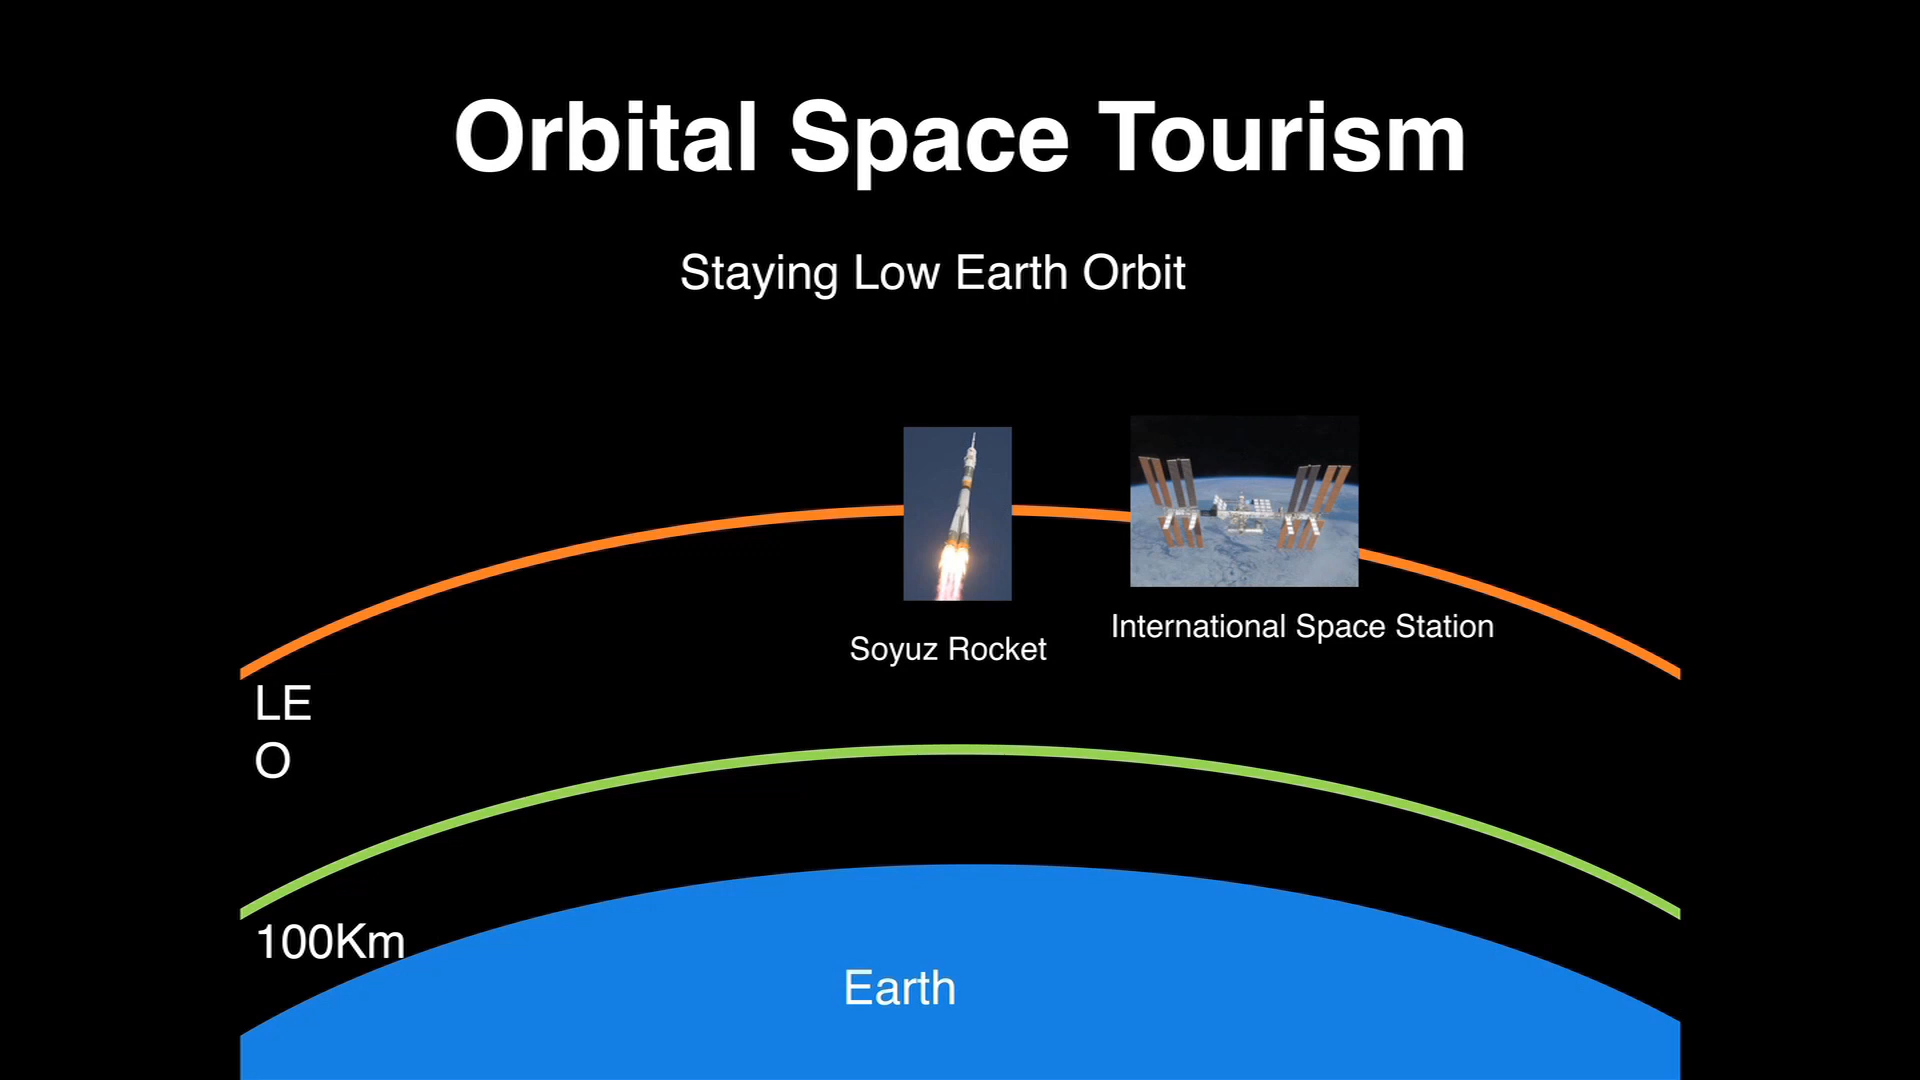 Orbital Space Tourism
Staying Low Earth Orbit
International Space Station
Soyuz Rocket
LE
O
100Km
Earth